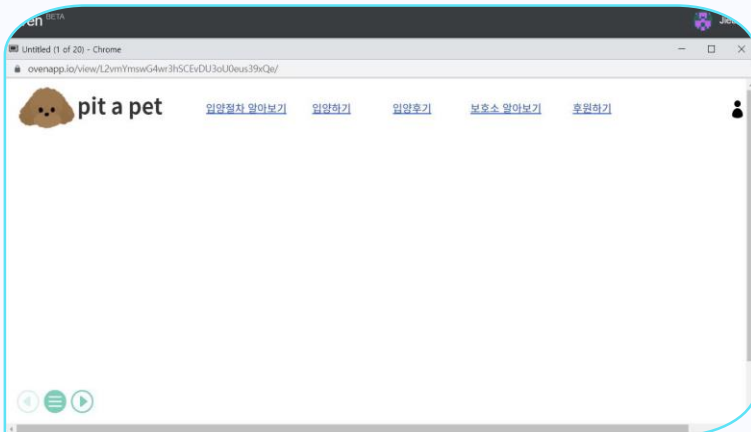 BETA
Untitled (1 of 20) - Chrome
ovenapp.io/view/L2vmYmswG4wr3hSCEvDU3oU0eus39xQe/
pit a pet 입양절차 알아보기 입양하기 입양후기 보호소 알아보기 후원하기